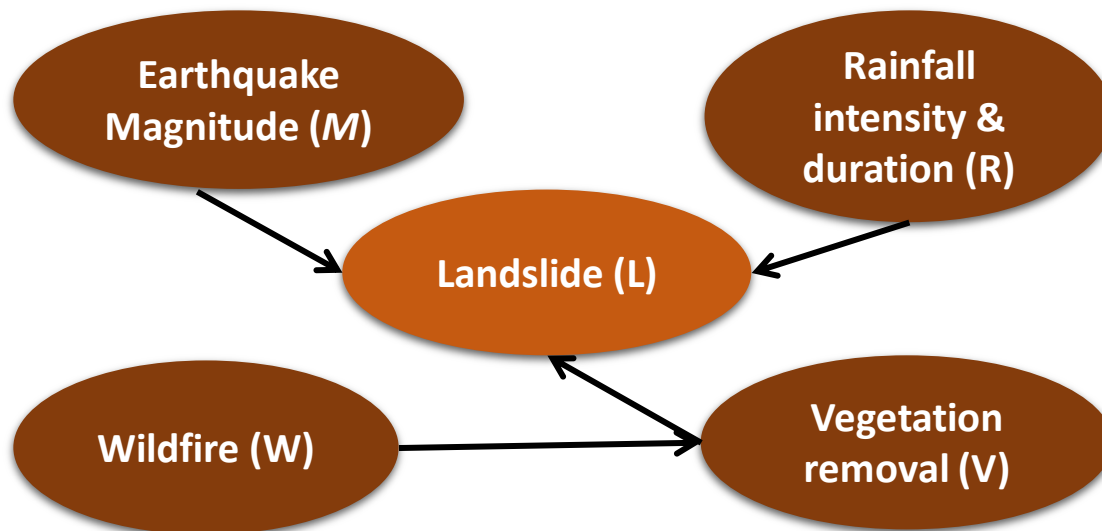 Earthquake
Magnitude (M)
Rainfall
intensity &
duration (R)
Landslide (L)
Wildfire (W)
Vegetation
removal (V)